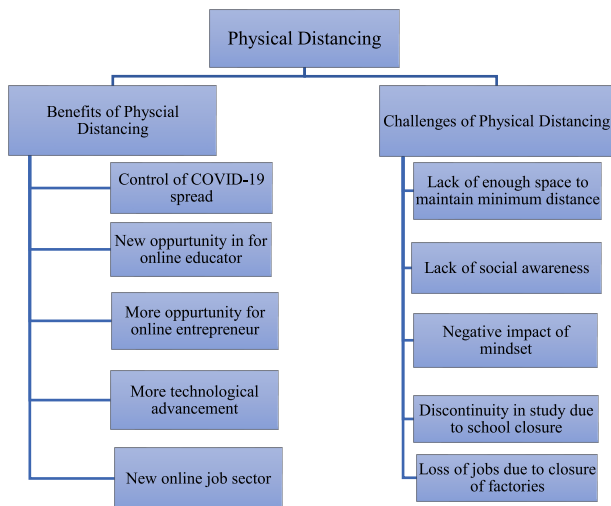 Physical Distancing
Benefits of Physcial
Distancing
Control of COVID-19
spread
New oppurtunity in for
online educator
More opportunity for
online entrepreneur
More technological
advancement
New online job sector
Challenges of Physical Distancing
Lack of enough space to
maintain minimum distance
Lack of social awareness
Negative impact of
mindset
Discontinuity in study due
to school closure
Loss of jobs due to closure
of factories